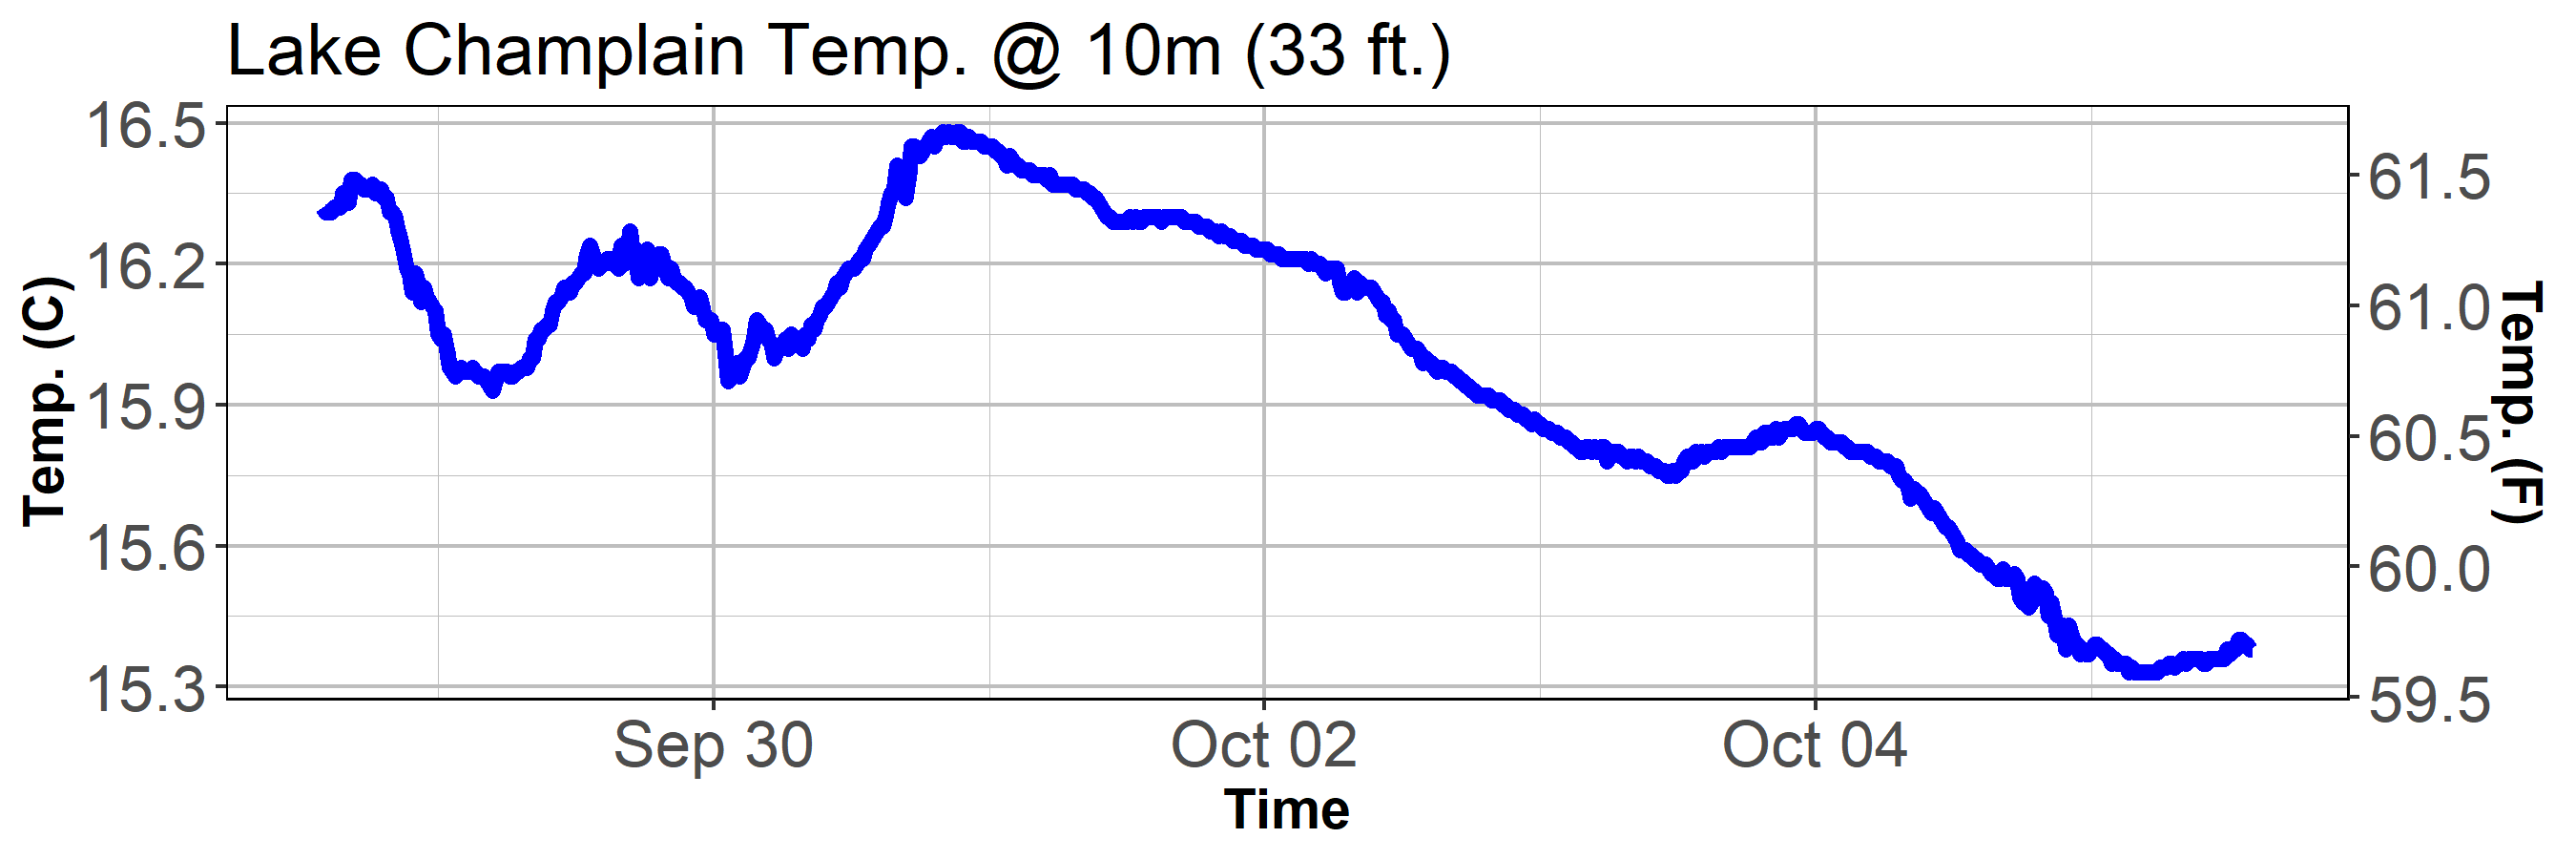 Lake Champlain Temp. @ 10m (33 ft.)
Temp. (C)
16.5
16.2
15.9
15.6
15.3
61.5
61.0
60.5
60.0
59.5
Temp. (F)
Sep 30
Oct 02
Oct 04
Time